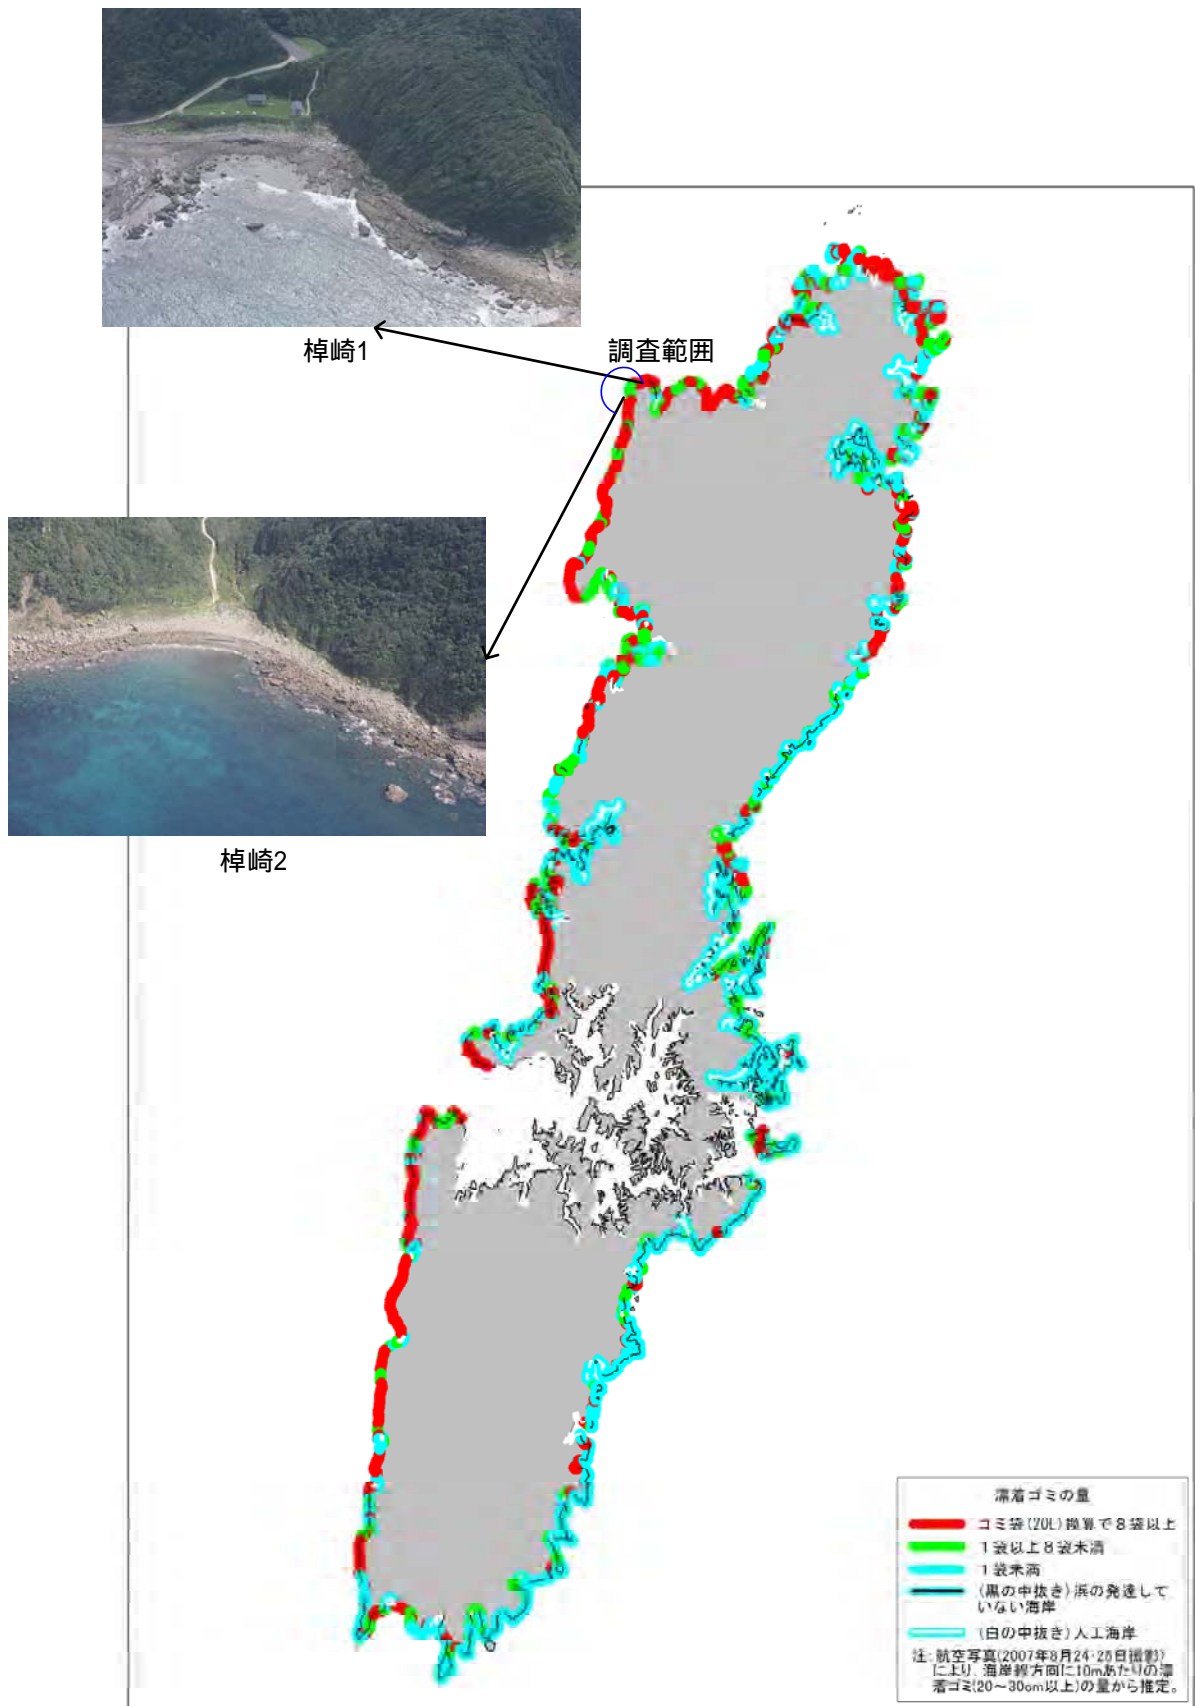 棹崎1
調査範囲
棹崎2
漂着ゴミの量
ゴミ袋(20L)換算で8袋以上
1袋以上8袋未満
1袋未満
(黒の中抜き)浜の発達して
いない海岸
(白の中抜き)人工海岸
注:航空写真(2007年8月24・25日撮影)
により、海岸線方向に10mあたりの漂
着ゴミ(20～30cm以上)の量から推定。